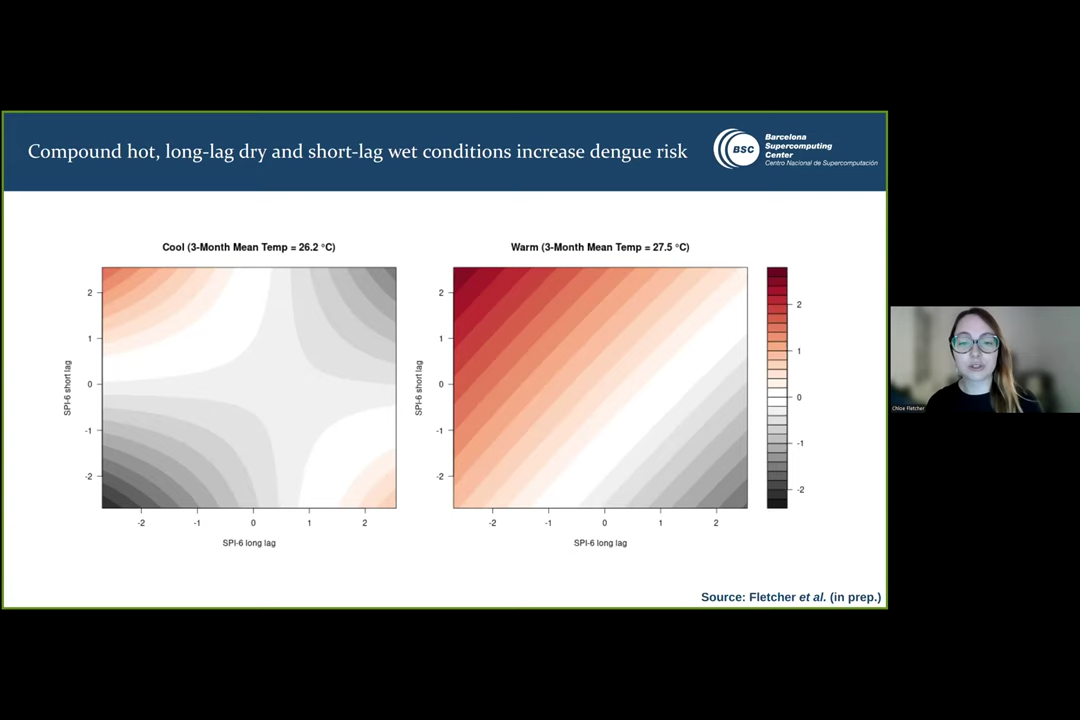 Compound hot, long-lag dry and short-lag wet conditions increase dengue risk
BSC
Barcelona
Supercomputing
Center
Centro Nacional de Supercomputación
Cool (3-Month Mean Temp = 26.2 °C)
2
1
0
-1
-2
SPI-6 short lag
-2 -1 0 1 2
SPI-6 long lag
Warm (3-Month Mean Temp = 27.5 °C)
2
1
0
-1
-2
SPI-6 short lag
-2 -1 0 1 2
SPI-6 long lag
2
1
0
-1
-2
Source: Fletcher et al. (in prep.)
Chloe Fletcher